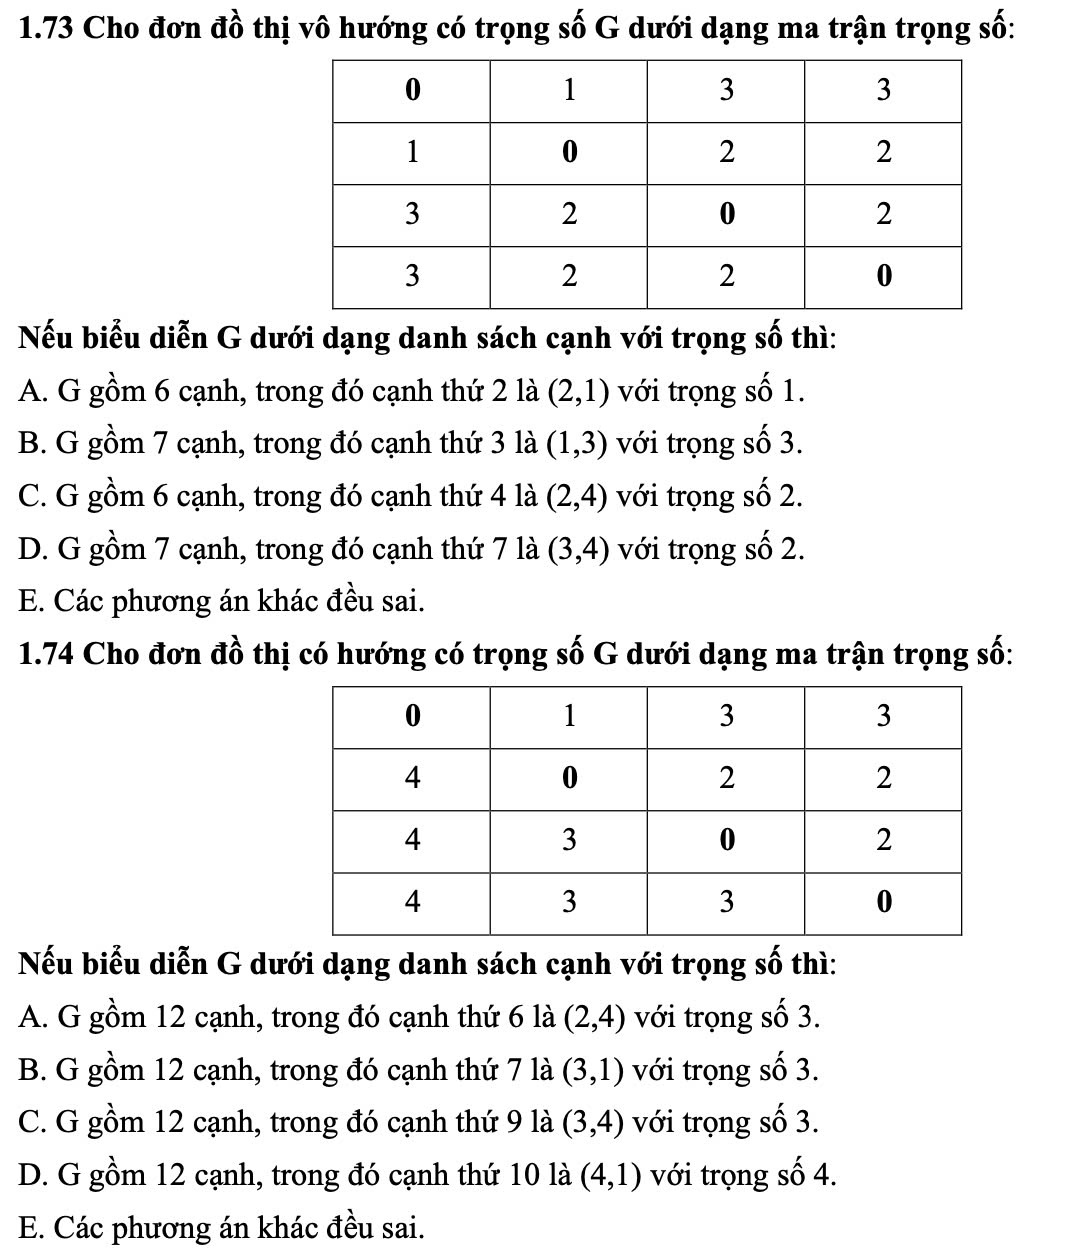 1.73 Cho đơn đồ thị vô hướng có trọng số G dưới dạng ma trận trọng số:
0 1 3 3
1 0 2 2
3 2 0 2
3 2 2 0
Nếu biểu diễn G dưới dạng danh sách cạnh với trọng số thì:
A. G gồm 6 cạnh, trong đó cạnh thứ 2 là (2,1) với trọng số 1.
B. G gồm 7 cạnh, trong đó cạnh thứ 3 là (1,3) với trọng số 3.
C. G gồm 6 cạnh, trong đó cạnh thứ 4 là (2,4) với trọng số 2.
D. G gồm 7 cạnh, trong đó cạnh thứ 7 là (3,4) với trọng số 2.
E. Các phương án khác đều sai.
1.74 Cho đơn đồ thị có hướng có trọng số G dưới dạng ma trận trọng số:
0 1 3 3
4 0 2 2
4 3 0 2
4 3 3 0
Nếu biểu diễn G dưới dạng danh sách cạnh với trọng số thì:
A. G gồm 12 cạnh, trong đó cạnh thứ 6 là (2,4) với trọng số 3.
B. G gồm 12 cạnh, trong đó cạnh thứ 7 là (3,1) với trọng số 3.
C. G gồm 12 cạnh, trong đó cạnh thứ 9 là (3,4) với trọng số 3.
D. G gồm 12 cạnh, trong đó cạnh thứ 10 là (4,1) với trọng số 4.
E. Các phương án khác đều sai.